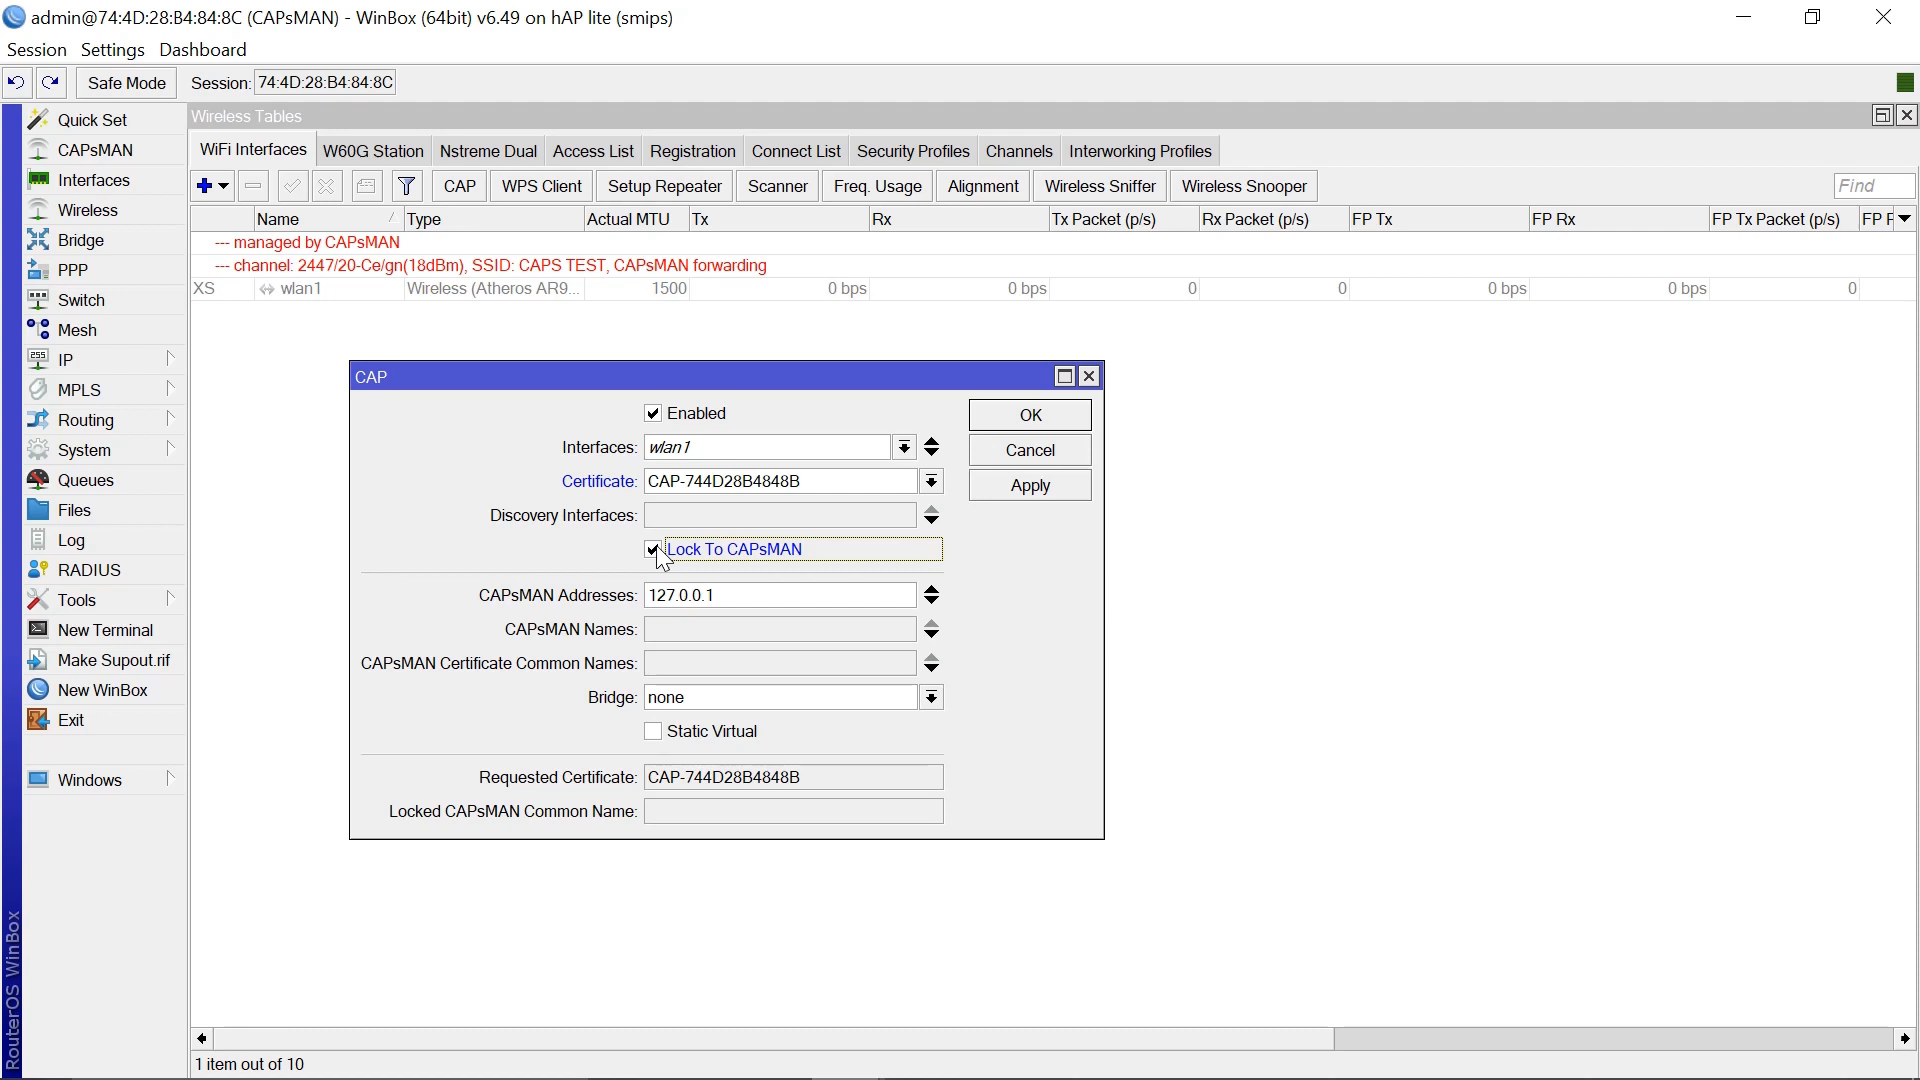 admin@74:4D:28:B4:84:8C (CAPsMAN) - WinBox (64bit) v6.49 on hAP lite (smips)
Session Settings Dashboard
Safe Mode Session: 74:4D:28:B4:84:8C
Quick Set
CAPsMAN
Interfaces
Wireless
Bridge
PPP
Switch
Mesh
IP
MPLS
Routing
System
Queues
Files
Log
RADIUS
Tools
New Terminal
Make Supout.rif
New WinBox
Exit
Windows
RouterOS WinBox
Wireless Tables
WiFi Interfaces W60G Station Nstreme Dual Access List Registration Connect List Security Profiles Channels Interworking Profiles
CAP WPS Client Setup Repeater Scanner Freq. Usage Alignment Wireless Sniffer Wireless Snooper Find
Name / Type Actual MTU Tx Rx Tx Packet (p/s) Rx Packet (p/s) FP Tx FP Rx FP Tx Packet (p/s) FP
--- managed by CAPsMAN
--- channel: 2447/20-Ce/gn(18dBm), SSID: CAPS TEST, CAPsMAN forwarding
XS wlan1 Wireless (Atheros AR9... 1500 0 bps 0 bps 0 0 0 bps 0 bps 0
CAP
Enabled
Interfaces: wlan1
Certificate: CAP-744D28B4848B
Discovery Interfaces:
Lock To CAPsMAN
CAPsMAN Addresses: 127.0.0.1
CAPsMAN Names:
CAPsMAN Certificate Common Names:
Bridge: none
Static Virtual
Requested Certificate: CAP-744D28B4848B
Locked CAPsMAN Common Name:
OK
Cancel
Apply
1 item out of 10